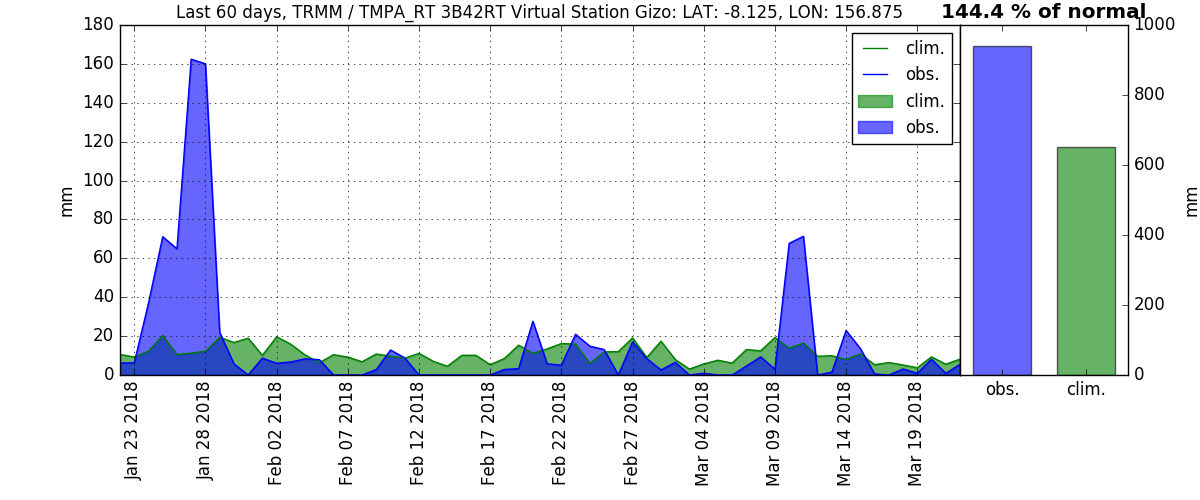 Last 60 days, TRMM / TMPA_RT 3B42RT Virtual Station Gizo: LAT: -8.125, LON: 156.875
144.4 % of normal
180
160
140
120
100
80
60
40
20
0
mm
clim.
obs.
clim.
obs.
1000
800
600
400
200
0
mm
Jan 23 2018
Jan 28 2018
Feb 02 2018
Feb 07 2018
Feb 12 2018
Feb 17 2018
Feb 22 2018
Feb 27 2018
Mar 04 2018
Mar 09 2018
Mar 14 2018
Mar 19 2018
obs.
clim.